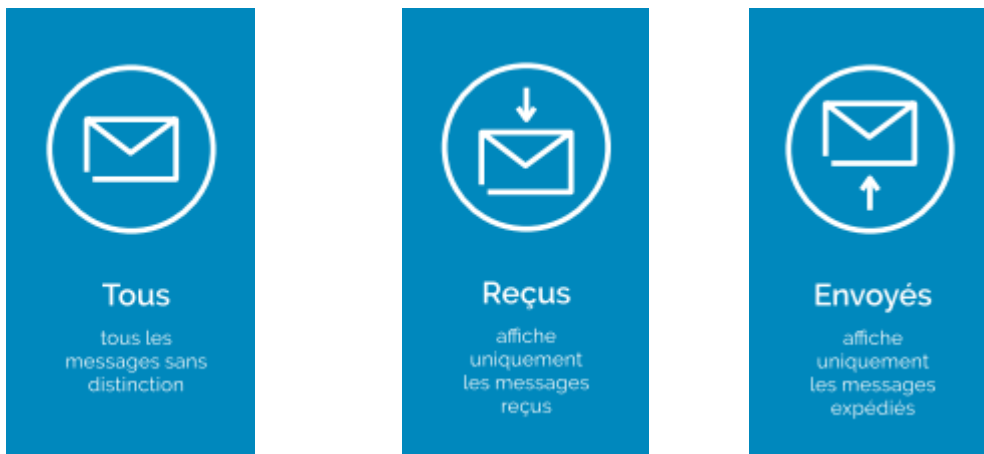 Tous
tous les
messages sans
distinction
Reçus
affiche
uniquement
les messages
reçus
Envoyés
affiche
uniquement
les messages
expédiés